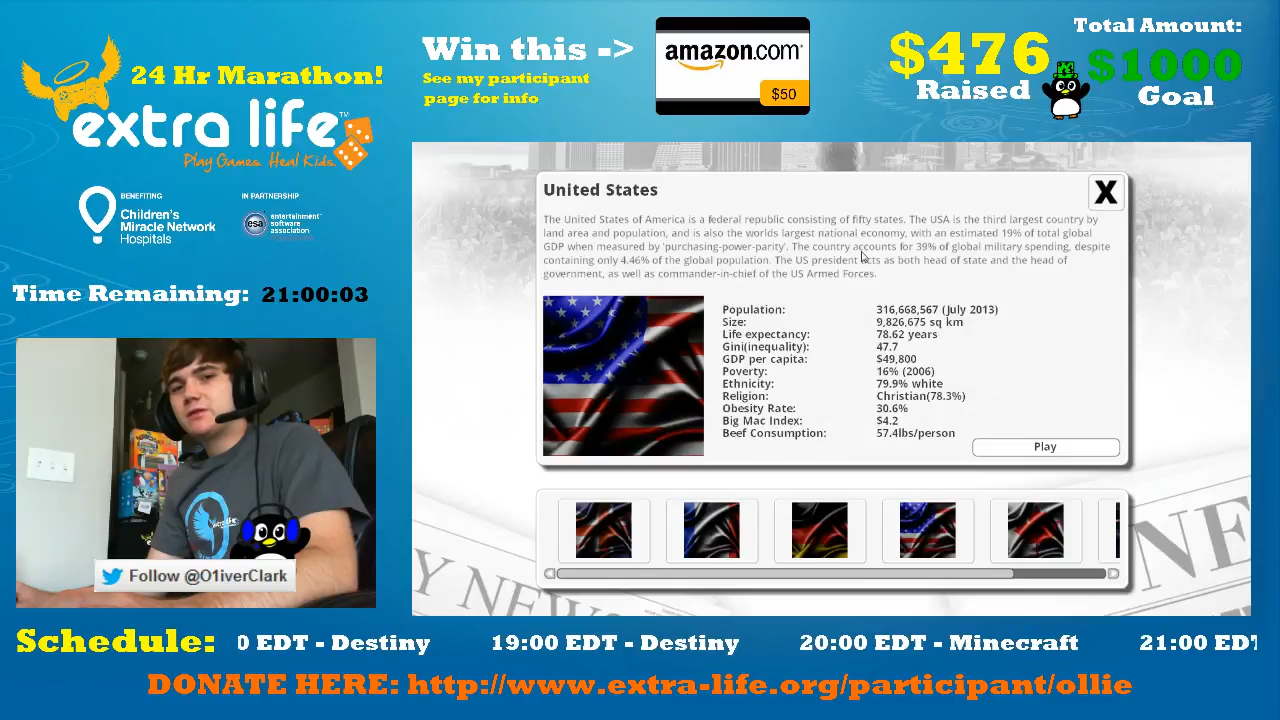 24 Hr Marathon!
extra life™
Play Games. Heal Kids.
BENEFITING
Children's
Miracle Network
Hospitals
IN PARTNERSHIP
esa
entertainment
software
association
Win this ->
See my participant
page for info
amazon.com
$50
$476
Raised
Total Amount:
$1000
Goal
Time Remaining: 21:00:03
United States
X
The United States of America is a federal republic consisting of fifty states. The USA is the third largest country by
land area and population, and is also the worlds largest national economy, with an estimated 19% of total global
GDP when measured by 'purchasing-power-parity'. The country accounts for 39% of global military spending, despite
containing only 4.46% of the global population. The US president acts as both head of state and the head of
government, as well as commander-in-chief of the US Armed Forces.
Population: 316,668,567 (July 2013)
Size: 9,826,675 sq km
Life expectancy: 78.62 years
Gini(inequality): 47.7
GDP per capita: $49,800
Poverty: 16% (2006)
Ethnicity: 79.9% white
Religion: Christian(78.3%)
Obesity Rate: 30.6%
Big Mac Index: $4.2
Beef Consumption: 57.4lbs/person
Play
Follow @O1iverClark
Schedule: 0 EDT - Destiny 19:00 EDT - Destiny 20:00 EDT - Minecraft 21:00 EDT
DONATE HERE: http://www.extra-life.org/participant/ollie